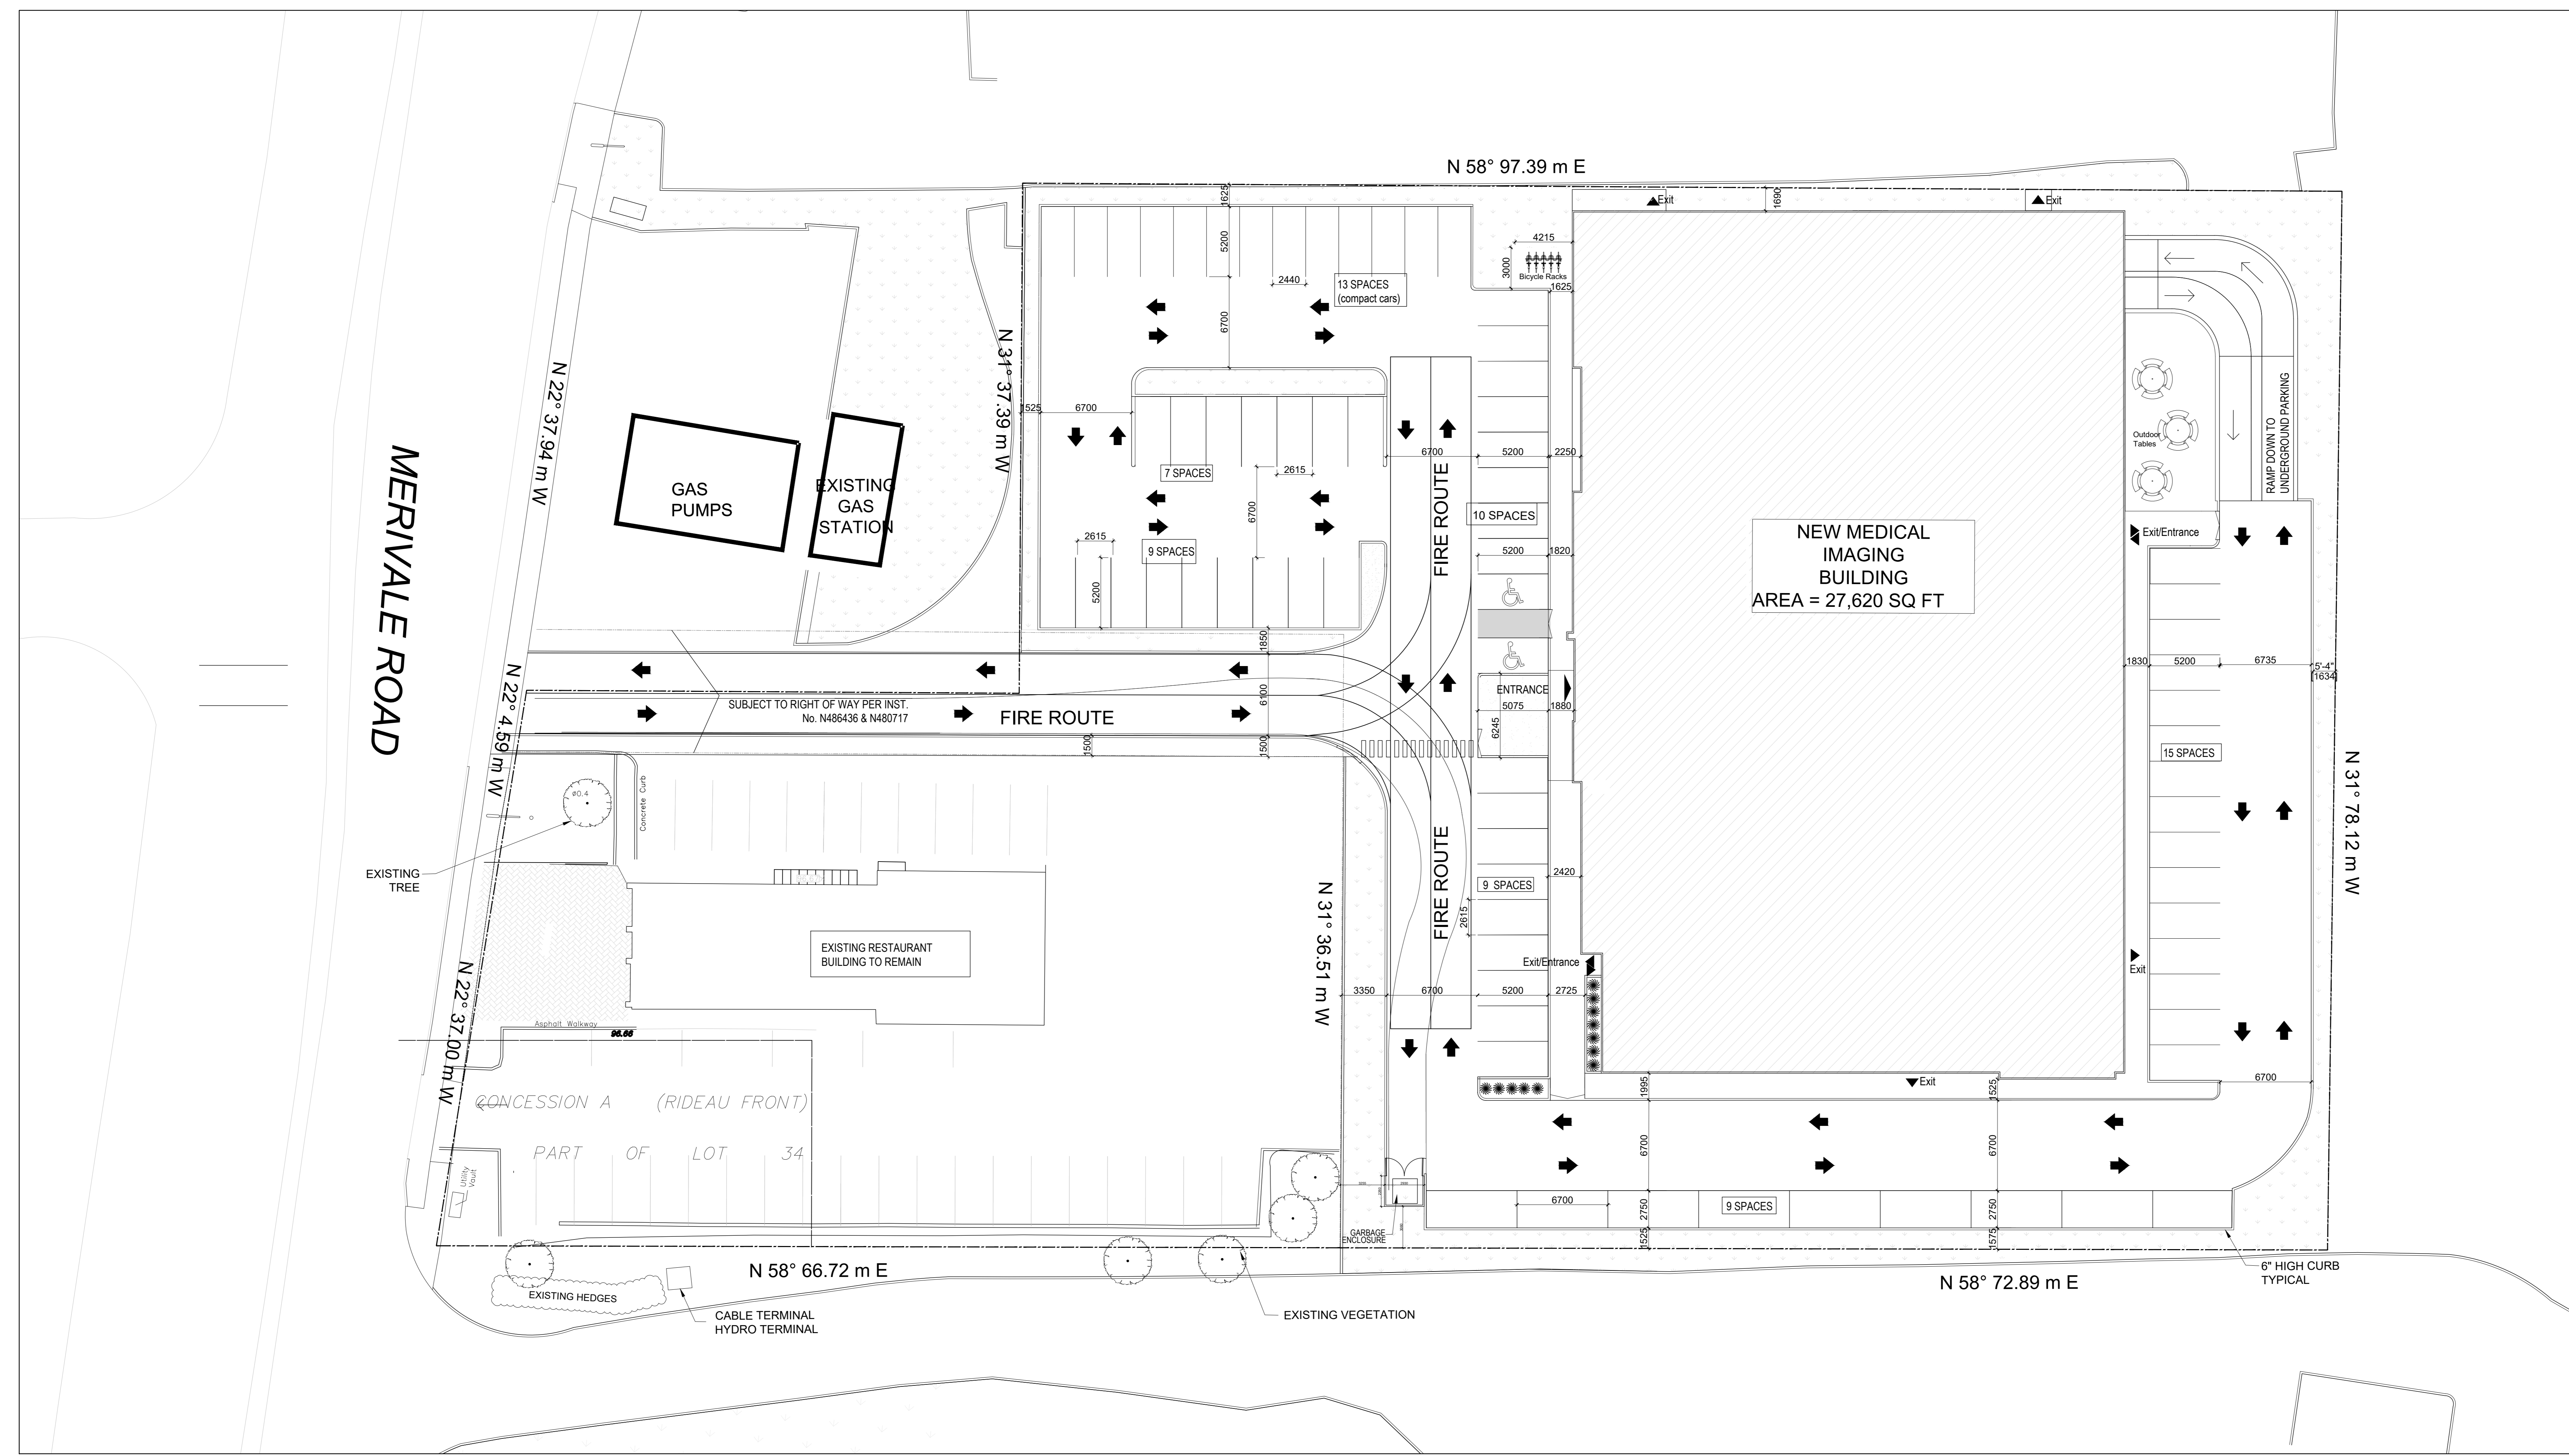 N 58° 97.39 m E
1625
Exit
1690
Exit
4215
5200
3000
Bicycle Racks
2440
13 SPACES
(compact cars)
1625
6700
N 31° 37.39 m W
N 22° 37.94 m W
1525
6700
RAMP DOWN TO
UNDERGROUND PARKING
Outdoor
Tables
MERIVALE ROAD
GAS
PUMPS
EXISTING
GAS
STATION
6700
5200
2250
7 SPACES
2615
FIRE ROUTE
6700
10 SPACES
2615
9 SPACES
5200
1820
5200
NEW MEDICAL
IMAGING
BUILDING
AREA = 27,620 SQ FT
Exit/Entrance
1850
1830
5200
6735
5'-4"
[1634]
N 22° 4.59 m W
6100
ENTRANCE
SUBJECT TO RIGHT OF WAY PER INST.
No. N486436 & N480717
FIRE ROUTE
5075
1880
6245
1500
1500
15 SPACES
N 31° 78.12 m W
ø0.4
Concrete Curb
EXISTING
TREE
FIRE ROUTE
2420
9 SPACES
2615
N 31° 36.51 m W
EXISTING RESTAURANT
BUILDING TO REMAIN
Exit/Entrance
Exit
N 22° 37.00 m W
3350
6700
5200
2725
Asphalt Walkway
96.66
1995
Exit
1525
6700
CONCESSION A (RIDEAU FRONT)
PART OF LOT 34
6700
6700
Utility
Vault
6700
2750
9 SPACES
2750
GARBAGE
ENCLOSURE
1525
1575
N 58° 66.72 m E
N 58° 72.89 m E
6" HIGH CURB
TYPICAL
EXISTING HEDGES
CABLE TERMINAL
HYDRO TERMINAL
EXISTING VEGETATION